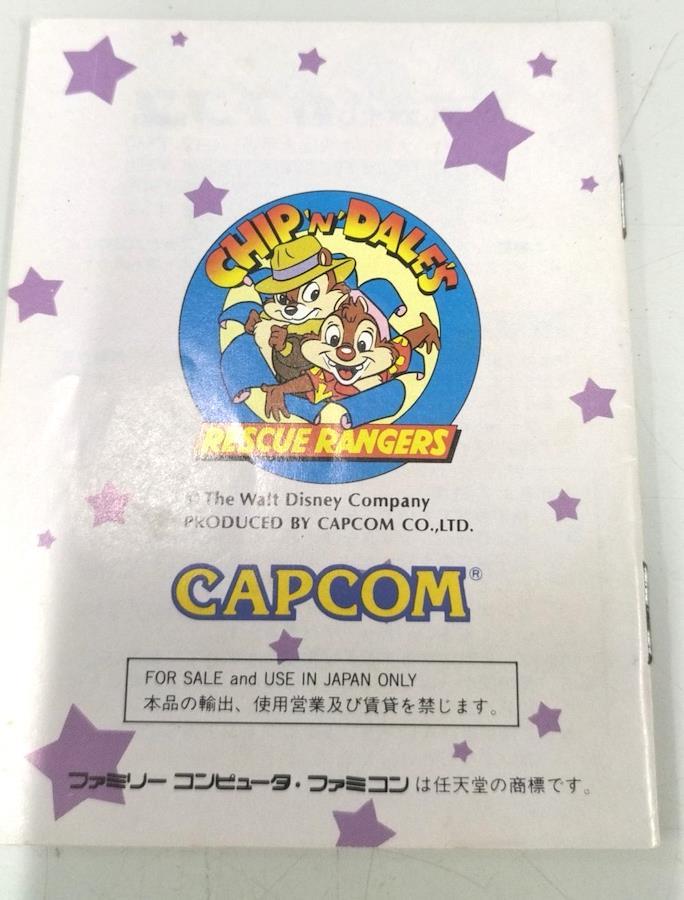 CHIP 'N' DALE'S
RESCUE RANGERS
© The Walt Disney Company
PRODUCED BY CAPCOM CO.,LTD.
CAPCOM®
FOR SALE and USE IN JAPAN ONLY
本品の輸出、使用営業及び賃貸を禁じます。
ファミリー コンピュータ・ファミコンは任天堂の商標です。